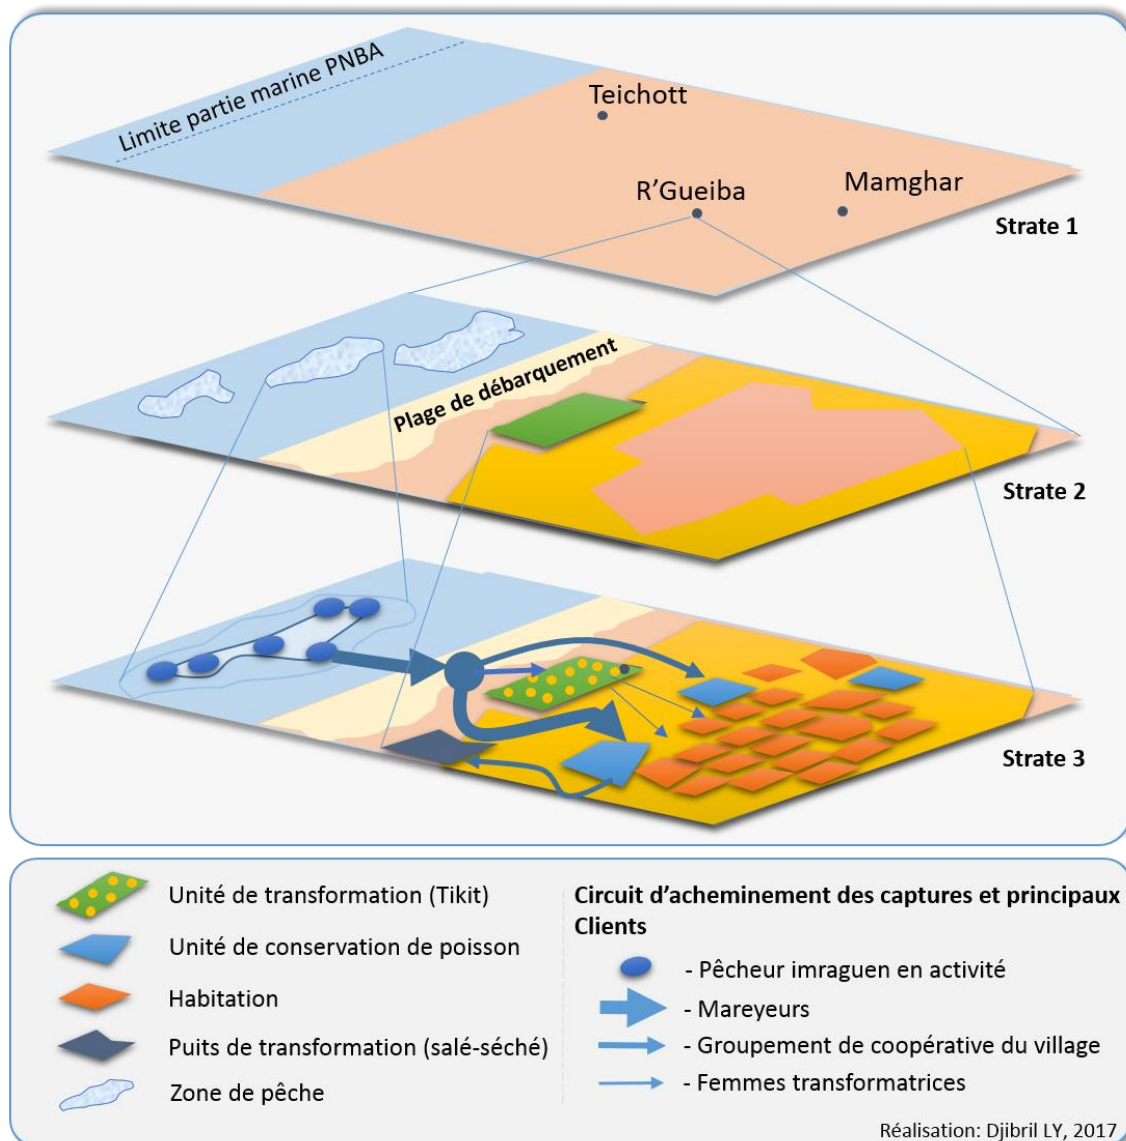 Limite partie marine PNBA
Teichott
R'Gueiba
Mamghar
Strate 1
Plage de débarquement
Strate 2
Strate 3
Unité de transformation (Tikit)
Unité de conservation de poisson
Habitation
Puits de transformation (salé-séché)
Zone de pêche
Circuit d'acheminement des captures et principaux
Clients
- Pêcheur imraguen en activité
- Mareyeurs
- Groupement de coopérative du village
- Femmes transformatrices
Réalisation: Djibril LY, 2017